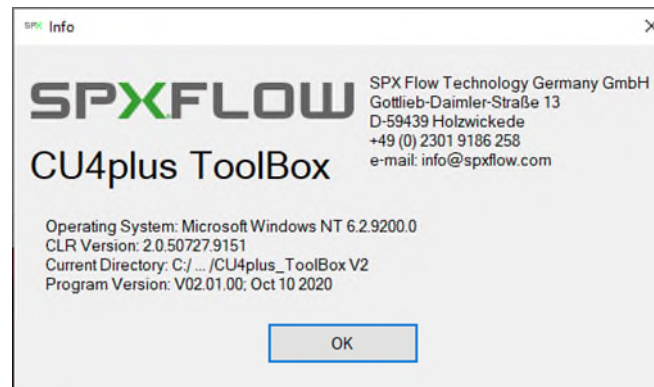 SPX Info
SPXFLOW
CU4plus ToolBox
SPX Flow Technology Germany GmbH
Gottlieb-Daimler-Straße 13
D-59439 Holzwickede
+49 (0) 2301 9186 258
e-mail: info@spxflow.com
Operating System: Microsoft Windows NT 6.2.9200.0
CLR Version: 2.0.50727.9151
Current Directory: C:/ ... /CU4plus_ToolBox V2
Program Version: V02.01.00; Oct 10 2020
OK